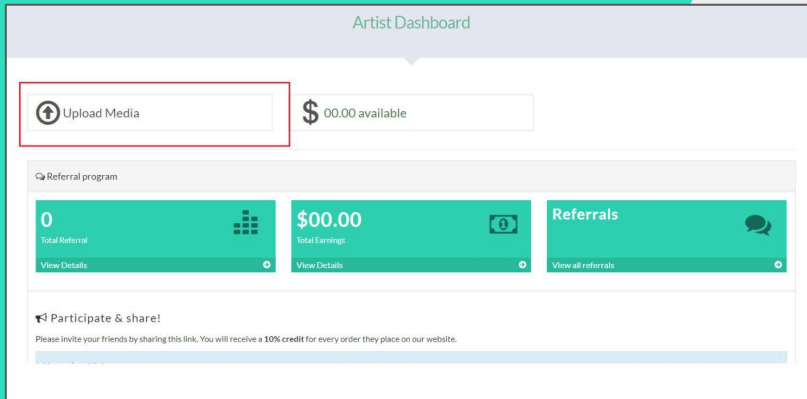 Artist Dashboard
Upload Media
$ 00.00 available
Referral program
0
Total Referral
View Details
$00.00
Total Earnings
View Details
Referrals
View all referrals
Participate & share!
Please invite your friends by sharing this link. You will receive a 10% credit for every order they place on our website.